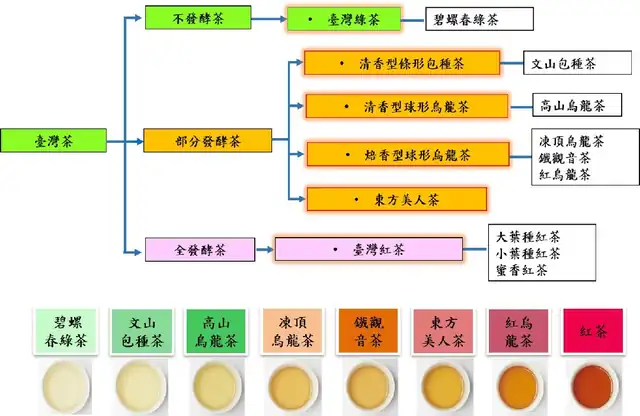 不發酵茶
• 臺灣綠茶
碧螺春綠茶
臺灣茶
部分發酵茶
• 清香型條形包種茶
文山包種茶
• 清香型球形烏龍茶
高山烏龍茶
• 焙香型球形烏龍茶
凍頂烏龍茶
鐵觀音茶
紅烏龍茶
• 東方美人茶
全發酵茶
• 臺灣紅茶
大葉種紅茶
小葉種紅茶
蜜香紅茶
碧螺
春綠茶
文山
包種茶
高山
烏龍茶
凍頂
烏龍茶
鐵觀
音茶
東方
美人茶
紅烏
龍茶
紅茶